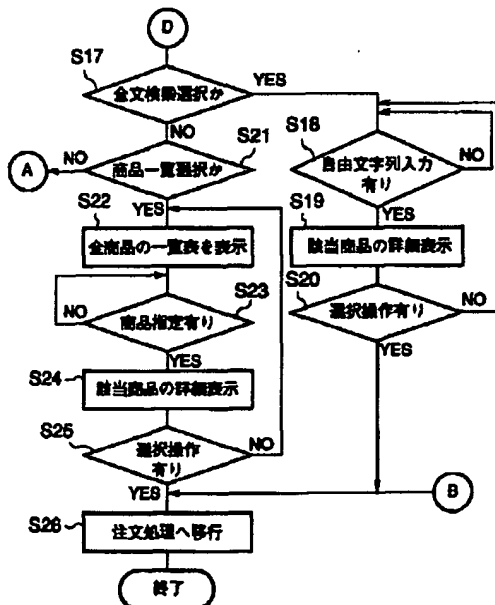 D
S17
全文検索選択か
YES
NO
S18
自由文字列入力
有り
NO
YES
S19
該当商品の詳細表示
S20
選択操作有り
NO
YES
S21
商品一覧選択か
NO
A
YES
S22
全商品の一覧表を表示
S23
商品指定有り
NO
YES
S24
該当商品の詳細表示
S25
選択操作
有り
NO
YES
B
S26
注文処理へ移行
終了